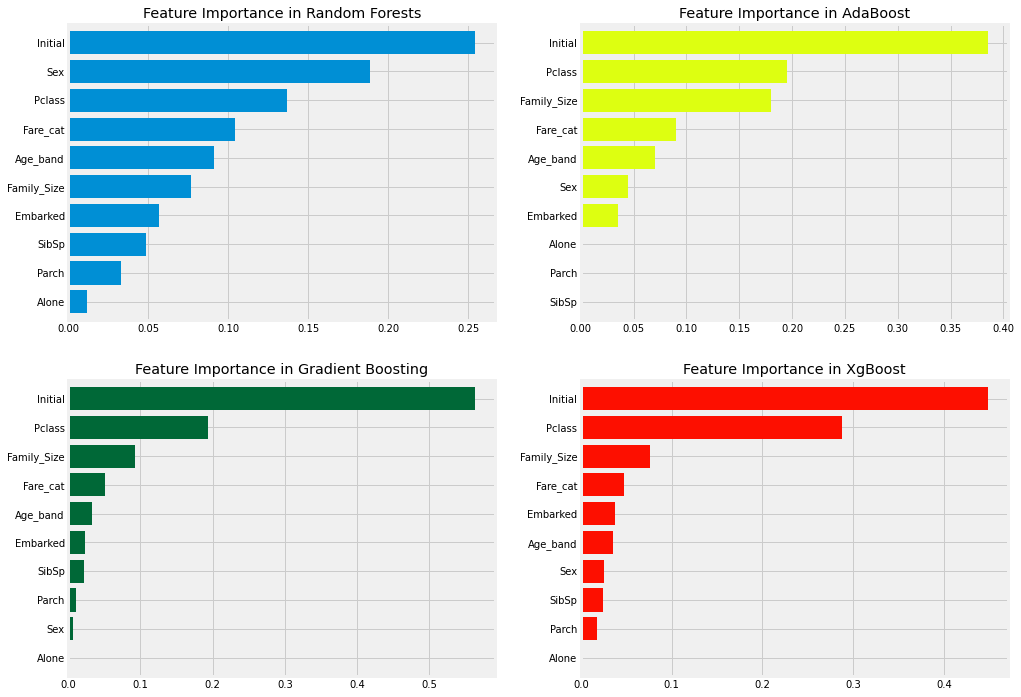 Feature Importance in Random Forests
Initial
Sex
Pclass
Fare_cat
Age_band
Family_Size
Embarked
SibSp
Parch
Alone
0.00 0.05 0.10 0.15 0.20 0.25
Feature Importance in AdaBoost
Initial
Pclass
Family_Size
Fare_cat
Age_band
Sex
Embarked
Alone
Parch
SibSp
0.00 0.05 0.10 0.15 0.20 0.25 0.30 0.35 0.40
Feature Importance in Gradient Boosting
Initial
Pclass
Family_Size
Fare_cat
Age_band
Embarked
SibSp
Parch
Sex
Alone
0.0 0.1 0.2 0.3 0.4 0.5
Feature Importance in XgBoost
Initial
Pclass
Family_Size
Fare_cat
Embarked
Age_band
Sex
SibSp
Parch
Alone
0.0 0.1 0.2 0.3 0.4